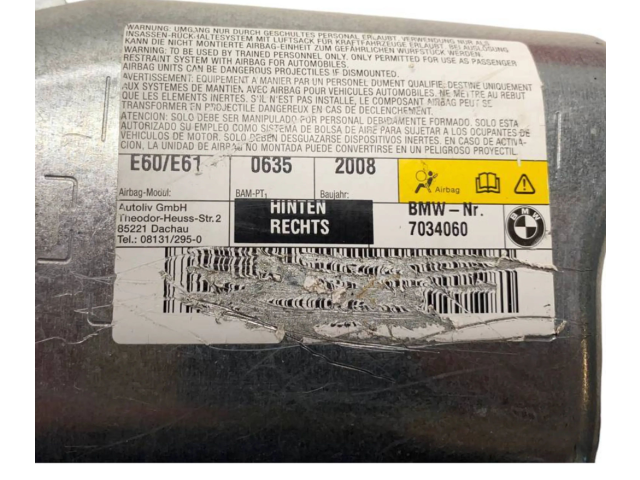 WARNUNG: UMGANG NUR DURCH GESCHULTES PERSONAL ERLAUBT. VERWENDUNG NUR ALS
INSASSEN-RÜCK-HALTESYSTEM MIT LUFTSACK FÜR KRAFTFAHRZEUGE ERLAUBT. BEI AUSLÖSUNG
KANN DIE NICHT MONTIERTE AIRBAG-EINHEIT ZUM GEFÄHRLICHEN WURFSTÜCK WERDEN.
WARNING: TO BE USED BY TRAINED PERSONNEL ONLY. ONLY PERMITTED FOR USE AS PASSENGER
RESTRAINT SYSTEM WITH AIRBAG FOR AUTOMOBILES.
AIRBAG UNITS CAN BE DANGEROUS PROJECTILES IF DISMOUNTED.
AVERTISSEMENT: EQUIPEMENT A MANIER PAR UN PERSONEL DUMENT QUALIFIE, DESTINE UNIQUEMENT
AUX SYSTEMES DE MAINTIEN AVEC AIRBAG POUR VEHICULES AUTOMOBILES. NE METTRE AU REBUT
QUE LES ELEMENTS INERTES. S'IL N'EST PAS INSTALLE, LE COMPOSANT AIRBAG PEUT SE
TRANSFORMER EN PROJECTILE DANGEREUX EN CAS DE DECLENCHEMENT.
ATENCION: SOLO DEBE SER MANIPULADO POR PERSONAL DEBIDAMENTE FORMADO. SOLO ESTA
AUTORIZADO SU EMPLEO COMO SISTEMA DE BOLSA DE AIRE PARA SUJETAR A LOS OCUPANTES DE
VEHICULOS DE MOTOR. SOLO DEBEN DESGUAZARSE DISPOSITIVOS INERTES. EN CASO DE ACTIVA-
CION, LA UNIDAD DE AIRBAG NO MONTADA PUEDE CONVERTIRSE EN UN PELIGRO PROYECTIL
E60/E61 0635 2008 Airbag
Airbag-Modul: BAM-PT: Baujahr:
Autoliv GmbH
Theodor-Heuss-Str.2
85221 Dachau
Tel.: 08131/295-0
HINTEN
RECHTS
BMW-Nr.
7034060
BMW